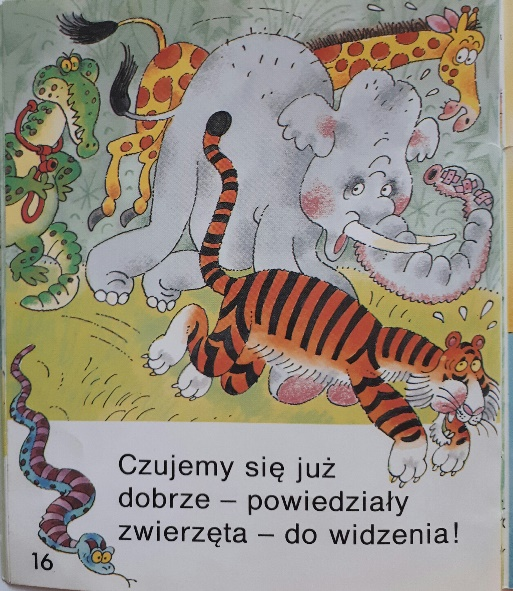 Czujemy się już
dobrze – powiedziały
zwierzęta – do widzenia!
16